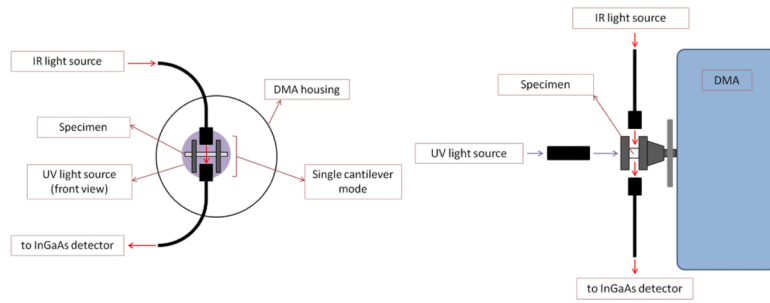 IR light source
DMA housing
Specimen
UV light source
(front view)
Single cantilever
mode
to InGaAs detector
IR light source
DMA
Specimen
UV light source
to InGaAs detector